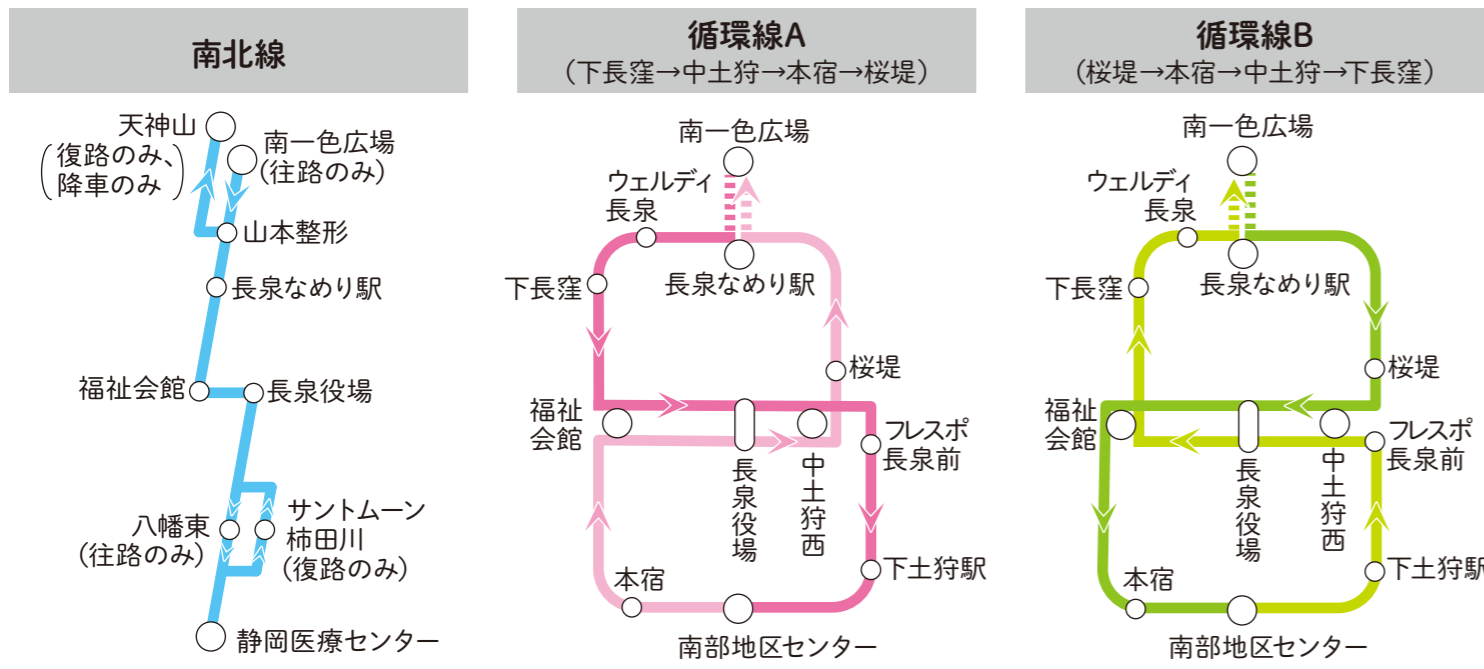 南北線
天神山
(復路のみ、
降車のみ)
南一色広場
(往路のみ)
山本整形
長泉なめり駅
福祉会館
長泉役場
八幡東
(往路のみ)
サントムーン
柿田川
(復路のみ)
静岡医療センター
循環線A
(下長窪→中土狩→本宿→桜堤)
南一色広場
ウェルディ
長泉
長泉なめり駅
下長窪
桜堤
福祉
会館
長泉役場
中土狩西
フレスポ
長泉前
下土狩駅
本宿
南部地区センター
循環線B
(桜堤→本宿→中土狩→下長窪)
南一色広場
ウェルディ
長泉
長泉なめり駅
下長窪
桜堤
福祉
会館
長泉役場
中土狩西
フレスポ
長泉前
下土狩駅
本宿
南部地区センター